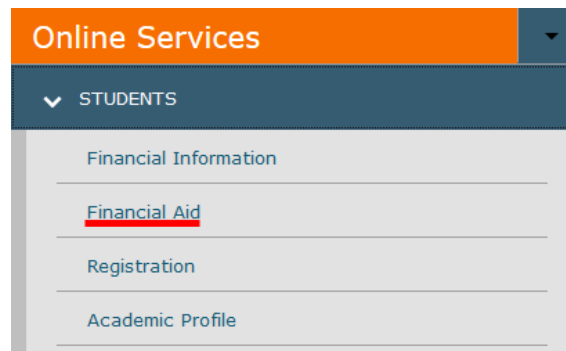 Online Services
STUDENTS
Financial Information
Financial Aid
Registration
Academic Profile